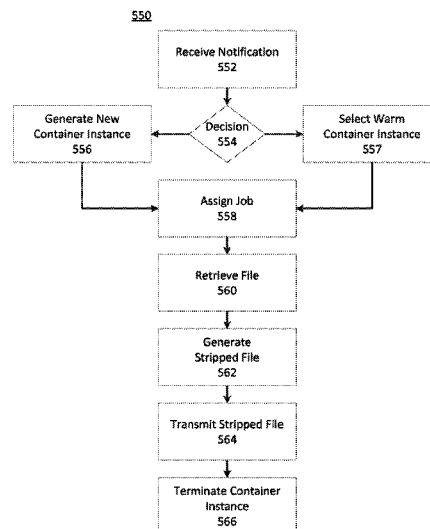 550
Receive Notification
552
Generate New
Container Instance
556
Decision
554
Select Warm
Container Instance
557
Assign Job
558
Retrieve File
560
Generate
Stripped File
562
Transmit Stripped File
564
Terminate Container
Instance
566